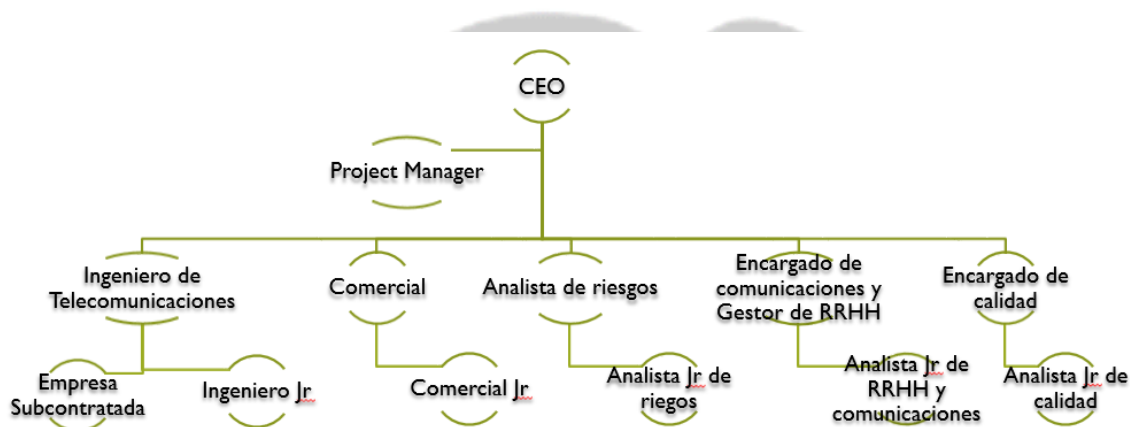 CEO
Project Manager
Ingeniero de
Telecomunicaciones
Comercial
Analista de riesgos
Encargado de
comunicaciones y
Gestor de RRHH
Encargado de
calidad
Empresa
Subcontratada
Ingeniero Jr
Comercial Jr
Analista Jr de
riegos
Analista Jr de
RRHH y
comunicaciones
Analista Jr de
calidad